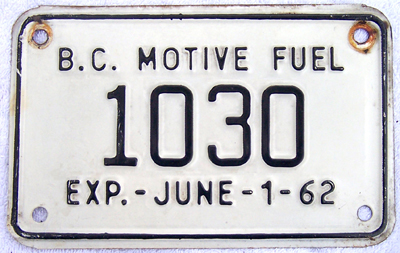 B.C. MOTIVE FUEL
1030
EXP.-JUNE-1-62